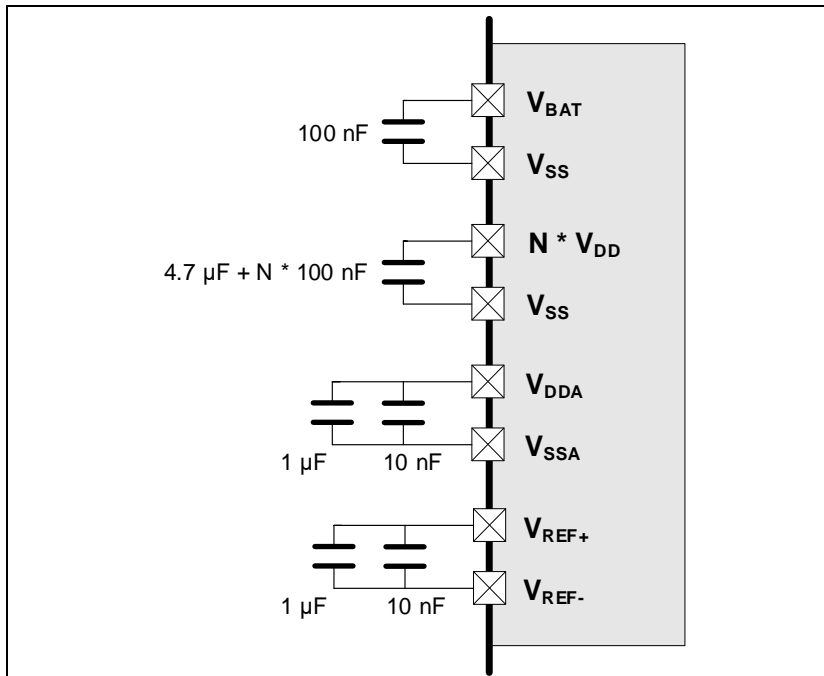 V_BAT
100 nF
V_SS
N * V_DD
4.7 µF + N * 100 nF
V_SS
V_DDA
V_SSA
1 µF 10 nF
V_REF+
V_REF-
1 µF 10 nF